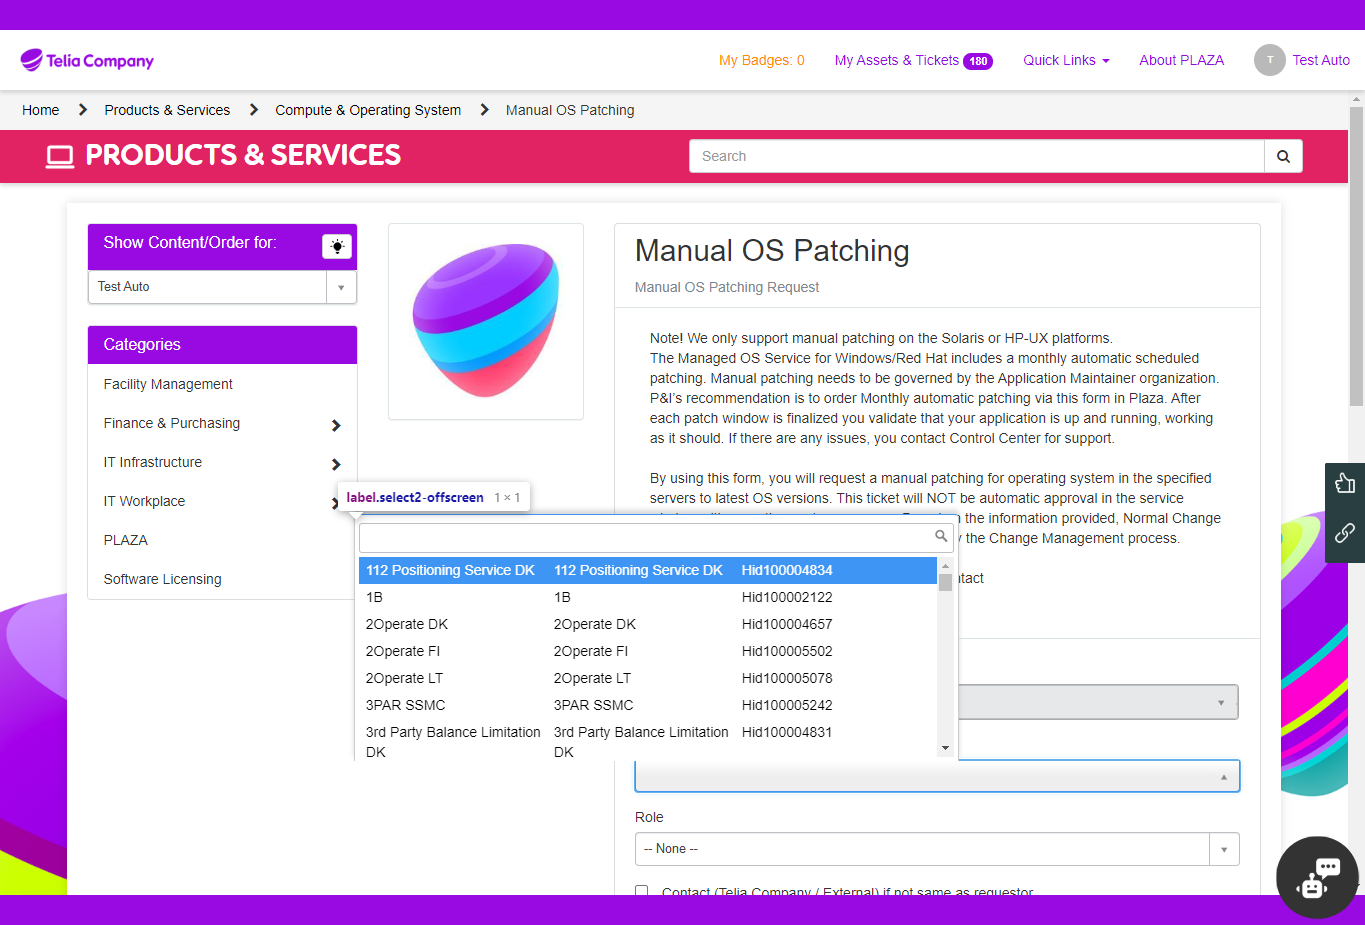 Telia Company
My Badges: 0
My Assets & Tickets 180
Quick Links
About PLAZA
T
Test Auto
Home
Products & Services
Compute & Operating System
Manual OS Patching
PRODUCTS & SERVICES
Search
Show Content/Order for:
Test Auto
Categories
Facility Management
Finance & Purchasing
IT Infrastructure
IT Workplace
PLAZA
Software Licensing
Manual OS Patching
Manual OS Patching Request
Note! We only support manual patching on the Solaris or HP-UX platforms.
The Managed OS Service for Windows/Red Hat includes a monthly automatic scheduled
patching. Manual patching needs to be governed by the Application Maintainer organization.
P&I's recommendation is to order Monthly automatic patching via this form in Plaza. After
each patch window is finalized you validate that your application is up and running, working
as it should. If there are any issues, you contact Control Center for support.
By using this form, you will request a manual patching for operating system in the specified
servers to latest OS versions. This ticket will NOT be automatic approval in the service
the information provided, Normal Change
the Change Management process.
label.select2-offscreen 1 × 1
112 Positioning Service DK 112 Positioning Service DK Hid100004834
1B 1B Hid100002122
2Operate DK 2Operate DK Hid100004657
2Operate FI 2Operate FI Hid100005502
2Operate LT 2Operate LT Hid100005078
3PAR SSMC 3PAR SSMC Hid100005242
3rd Party Balance Limitation 3rd Party Balance Limitation Hid100004831
DK DK
Role
-- None --
Contact (Telia Company / External) if not same as requestor